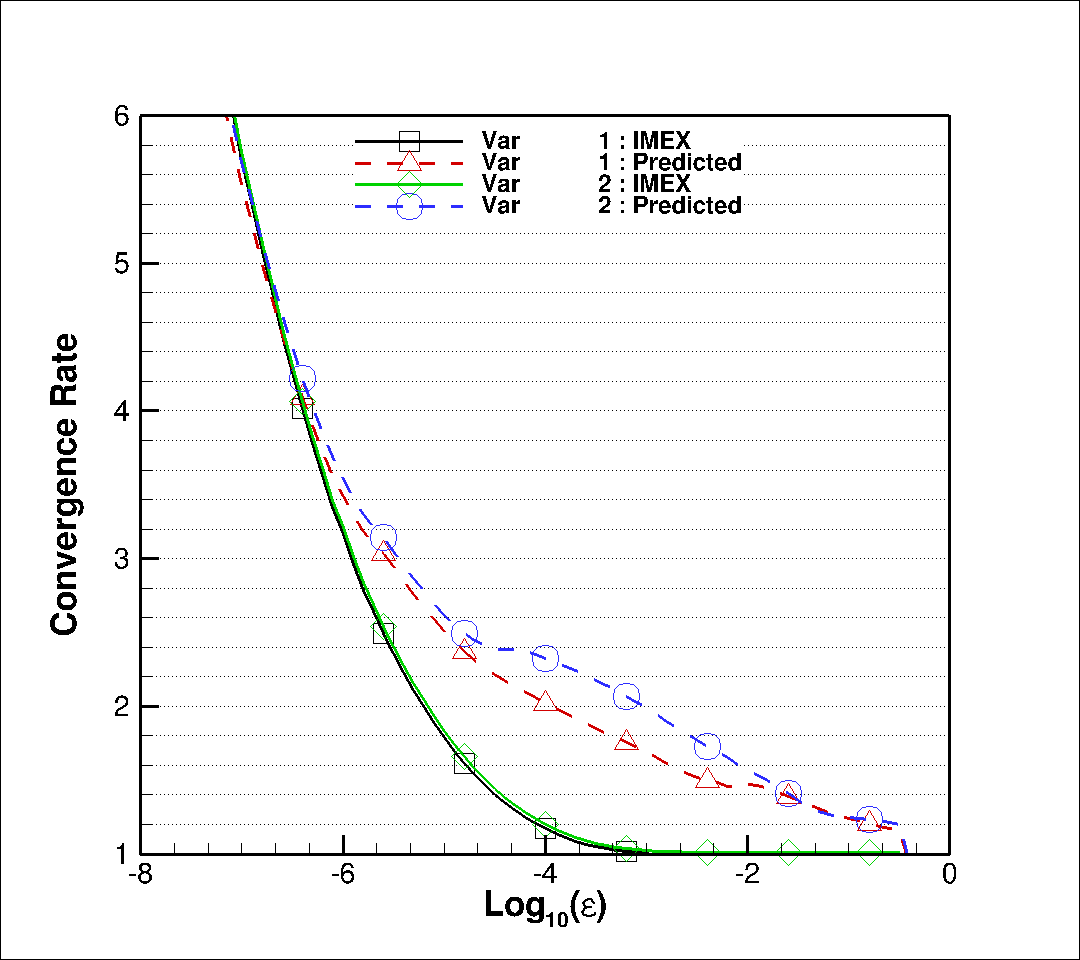 6
5
4
3
2
1
Convergence Rate
Var 1 : IMEX
Var 1 : Predicted
Var 2 : IMEX
Var 2 : Predicted
-8 -6 -4 -2 0
Log₁₀(ε)